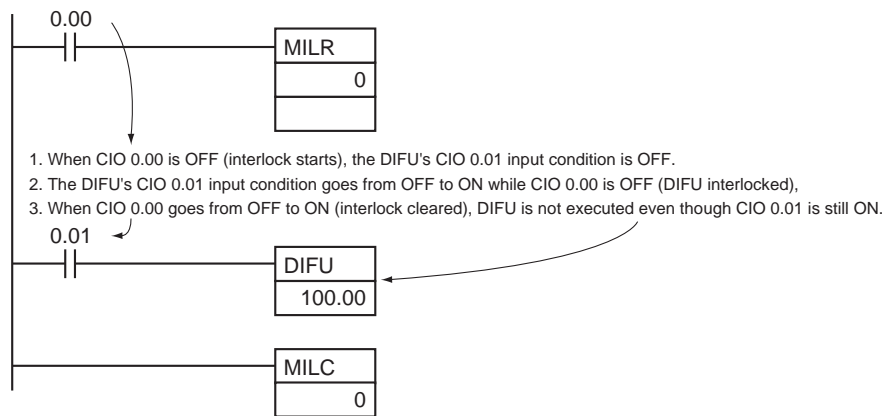 0.00
MILR
0
1. When CIO 0.00 is OFF (interlock starts), the DIFU's CIO 0.01 input condition is OFF.
2. The DIFU's CIO 0.01 input condition goes from OFF to ON while CIO 0.00 is OFF (DIFU interlocked),
3. When CIO 0.00 goes from OFF to ON (interlock cleared), DIFU is not executed even though CIO 0.01 is still ON.
0.01
DIFU
100.00
MILC
0